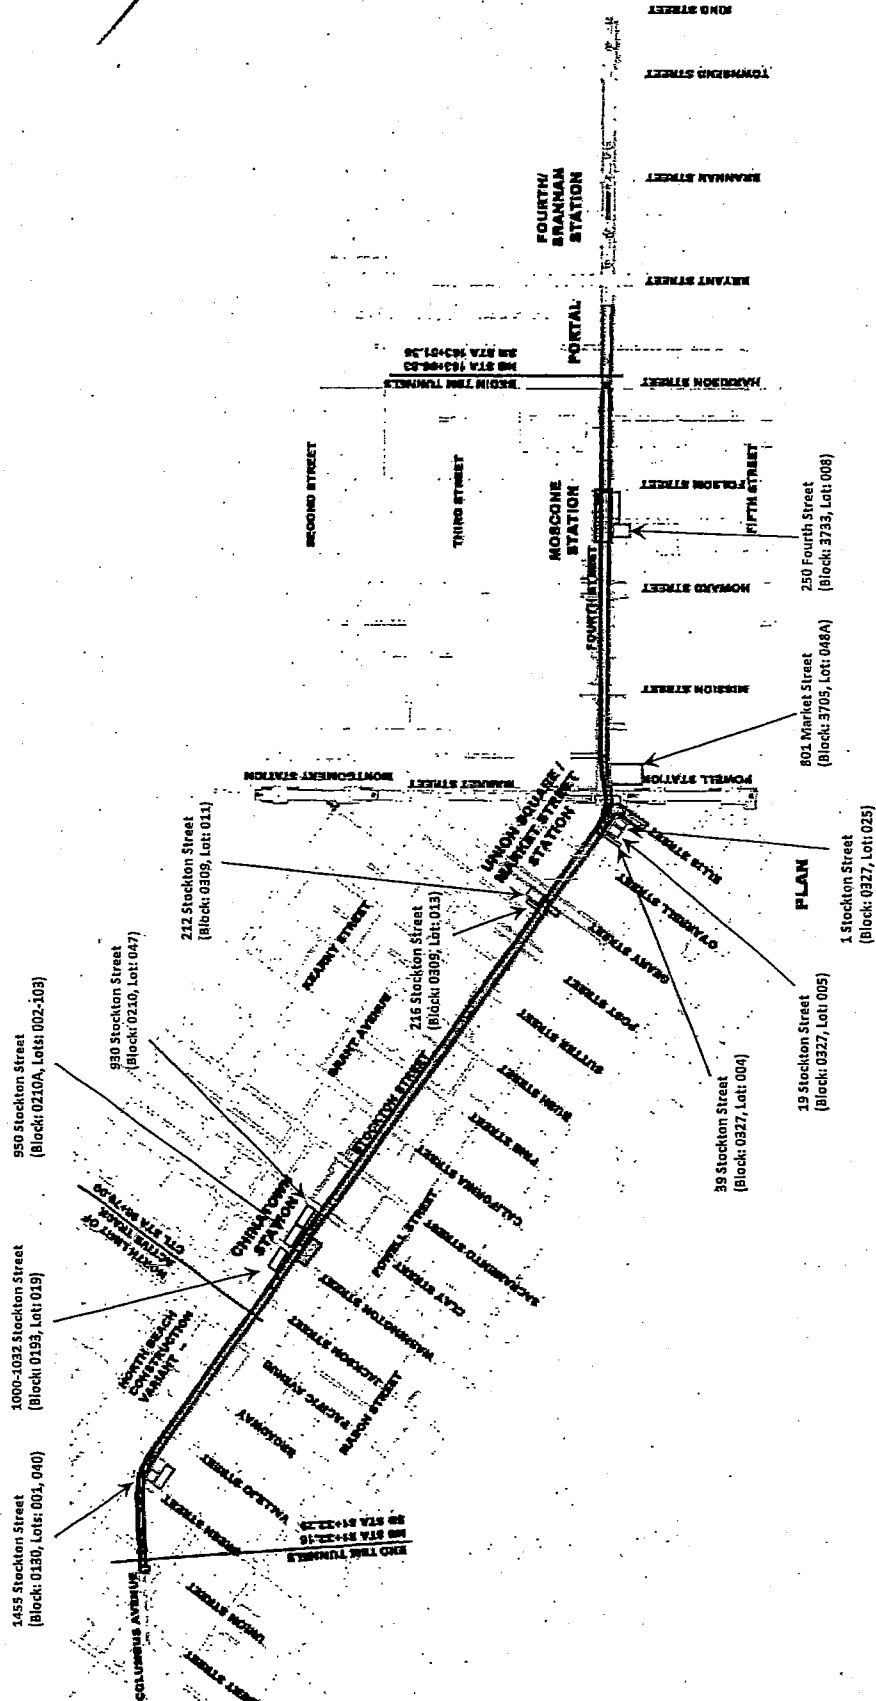 KING STREET
TOWNSEND STREET
BRANNAN STREET
BRYANT STREET
HARRISON STREET
FOLSOM STREET
HOWARD STREET
MISSION STREET
FOURTH/
BRANNAN
STATION
PORTAL
BEGIN TBM TUNNELS
SECOND STREET
THIRD STREET
FIFTH STREET
FOURTH STREET
MOSCONE
STATION
250 Fourth Street
(Block: 3733, Lot: 008)
801 Market Street
(Block: 3705, Lot: 048A)
MONTGOMERY STATION
MARKET STREET
POWELL STATION
UNION SQUARE /
MARKET STREET
STATION
PLAN
1 Stockton Street
(Block: 0327, Lot: 025)
19 Stockton Street
(Block: 0327, Lot: 005)
39 Stockton Street
(Block: 0327, Lot: 004)
212 Stockton Street
(Block: 0309, Lot: 011)
216 Stockton Street
(Block: 0309, Lot: 013)
ELLIS STREET
O'FARRELL STREET
GEARY STREET
POST STREET
SUTTER STREET
BUSH STREET
PINE STREET
CALIFORNIA STREET
SACRAMENTO STREET
CLAY STREET
WASHINGTON STREET
JACKSON STREET
PACIFIC AVENUE
BROADWAY
VALLEJO STREET
GREEN STREET
UNION STREET
KEARNY STREET
GRANT AVENUE
STOCKTON STREET
POWELL STREET
MASON STREET
930 Stockton Street
(Block: 0210, Lot: 047)
950 Stockton Street
(Block: 0210A, Lots: 002-103)
CHINATOWN
STATION
NORTH LIMIT OF
ACTIVE TRACK
1000-1032 Stockton Street
(Block: 0193, Lot: 019)
NORTH BEACH
CONSTRUCTION
VARIANT
1455 Stockton Street
(Block: 0130, Lots: 001, 040)
END TBM TUNNELS
COLUMBUS AVENUE